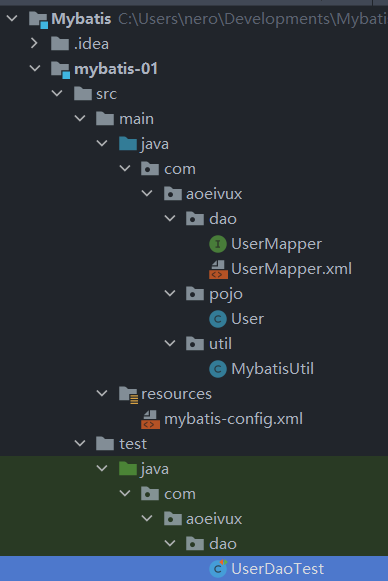 Mybatis C:\Users\nero\Developments\Mybati
.idea
mybatis-01
src
main
java
com
aoeivux
dao
UserMapper
UserMapper.xml
pojo
User
util
MybatisUtil
resources
mybatis-config.xml
test
java
com
aoeivux
dao
UserDaoTest